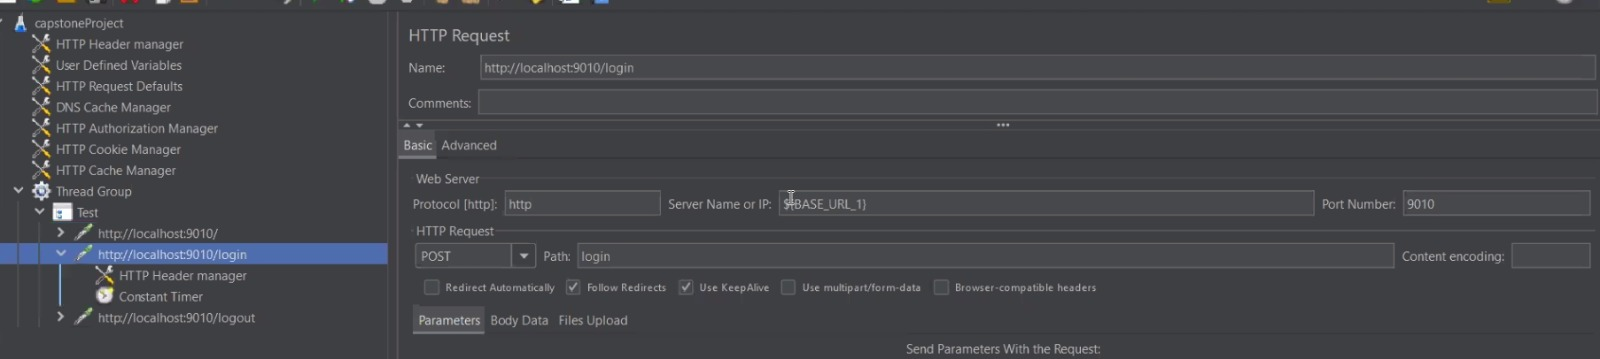 capstoneProject
HTTP Header manager
User Defined Variables
HTTP Request Defaults
DNS Cache Manager
HTTP Authorization Manager
HTTP Cookie Manager
HTTP Cache Manager
Thread Group
Test
http://localhost:9010/
http://localhost:9010/login
HTTP Header manager
Constant Timer
http://localhost:9010/logout
HTTP Request
Name: http://localhost:9010/login
Comments:
Basic Advanced
Web Server
Protocol [http]: http Server Name or IP: ${BASE_URL_1} Port Number: 9010
HTTP Request
POST Path: login Content encoding:
Redirect Automatically Follow Redirects Use KeepAlive Use multipart/form-data Browser-compatible headers
Parameters Body Data Files Upload
Send Parameters With the Request: